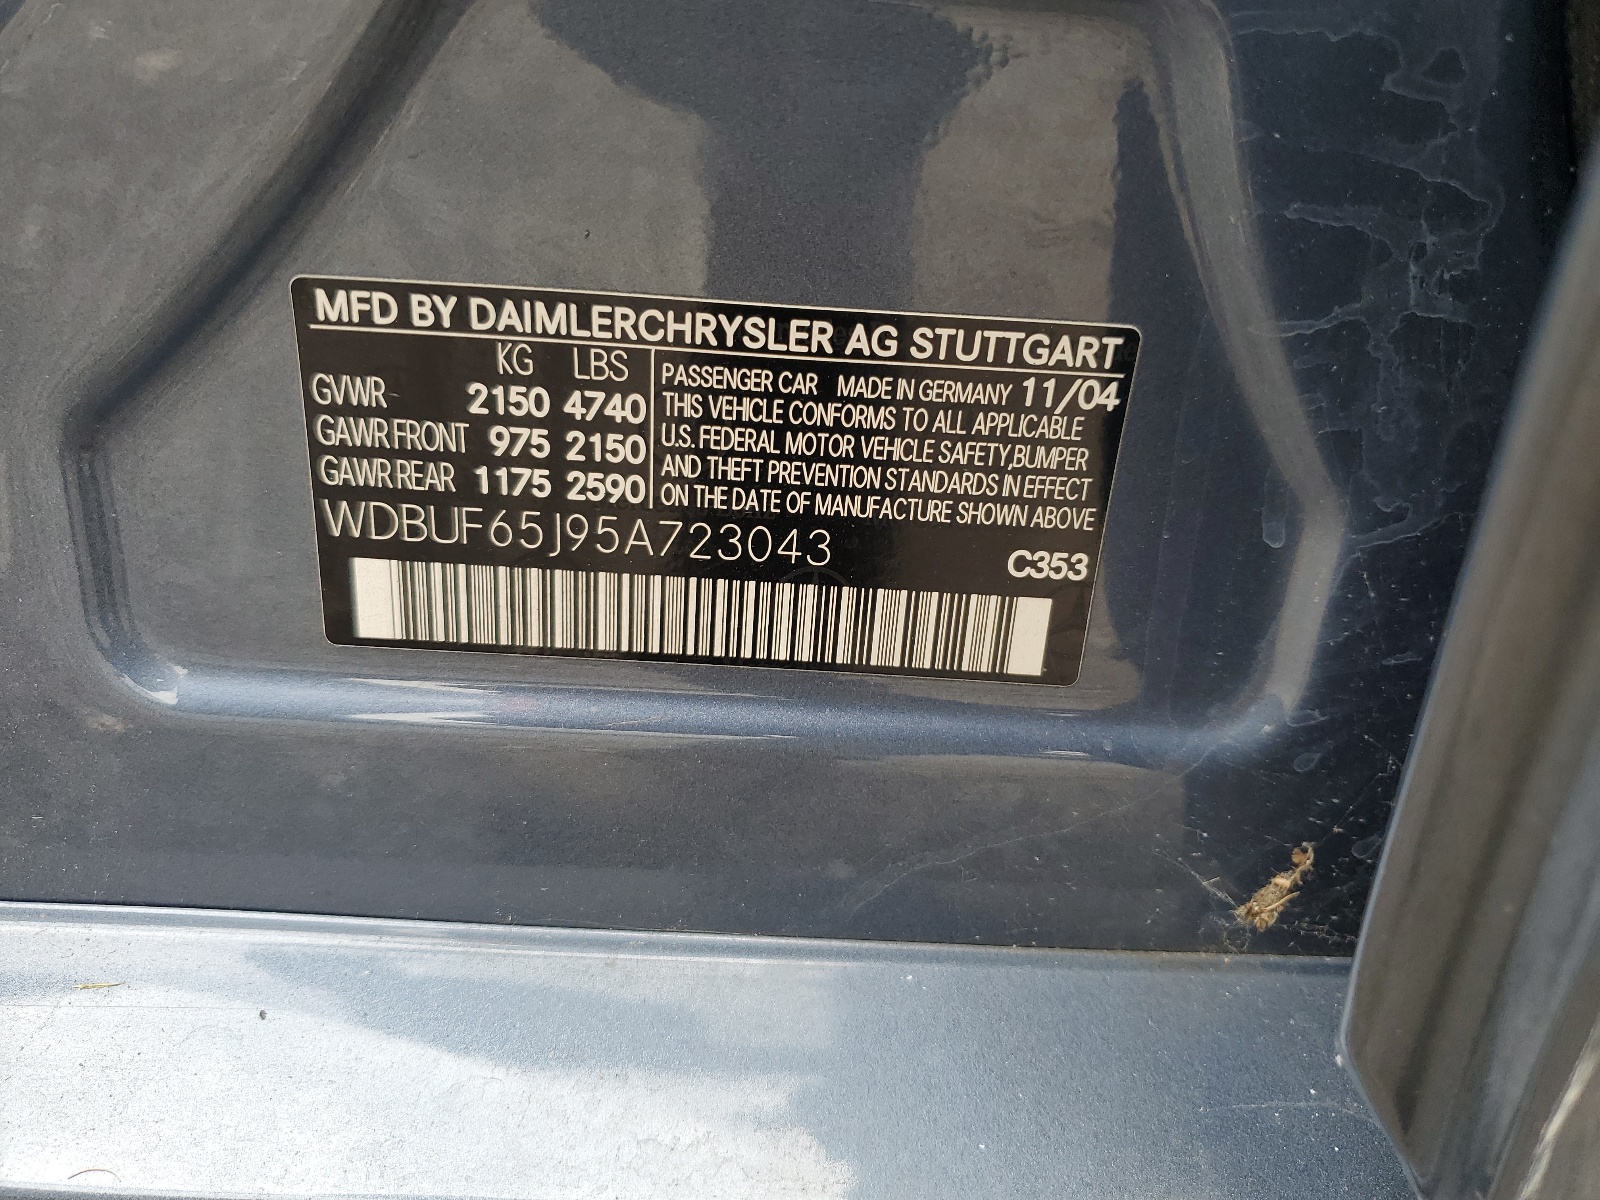 MFD BY DAIMLERCHRYSLER AG STUTTGART
KG LBS
GVWR 2150 4740
GAWR FRONT 975 2150
GAWR REAR 1175 2590
PASSENGER CAR MADE IN GERMANY 11/04
THIS VEHICLE CONFORMS TO ALL APPLICABLE
U.S. FEDERAL MOTOR VEHICLE SAFETY, BUMPER
AND THEFT PREVENTION STANDARDS IN EFFECT
ON THE DATE OF MANUFACTURE SHOWN ABOVE
WDBUF65J95A723043
C353